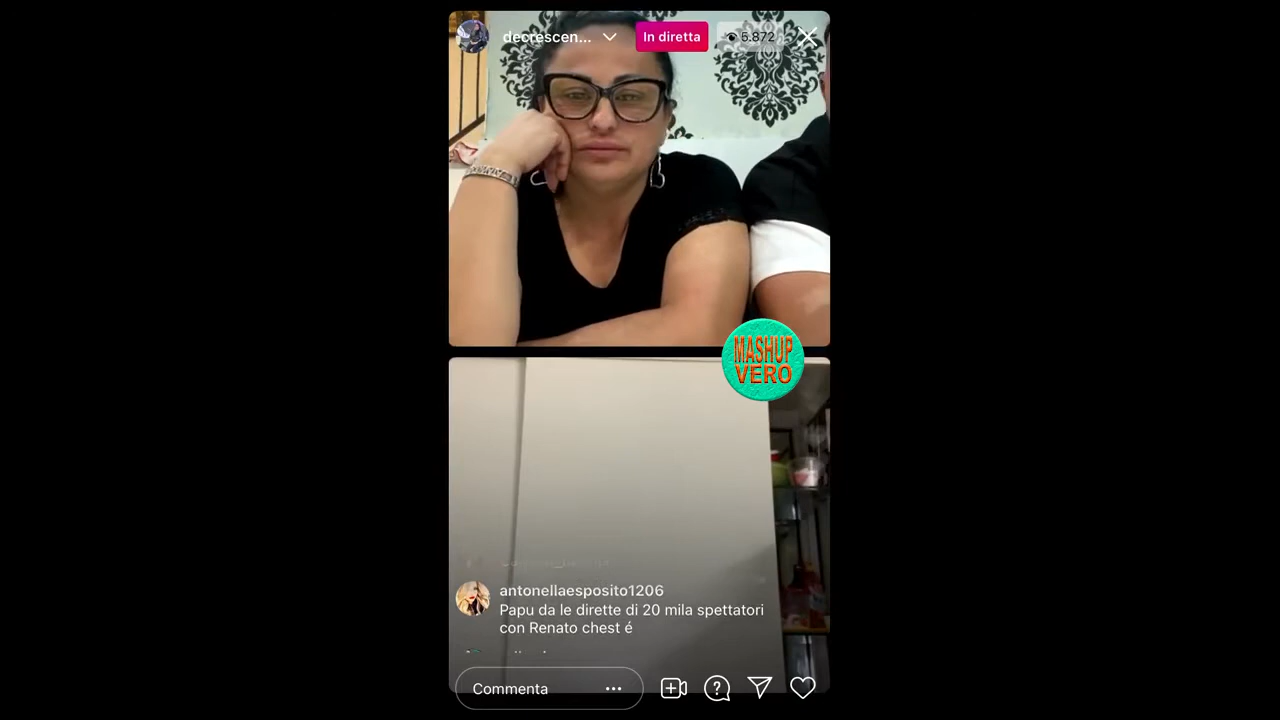 decrescen...
In diretta
5.872
MASHUP
VERO
antonellaesposito1206
Papu da le dirette di 20 mila spettatori
con Renato chest é
Commenta